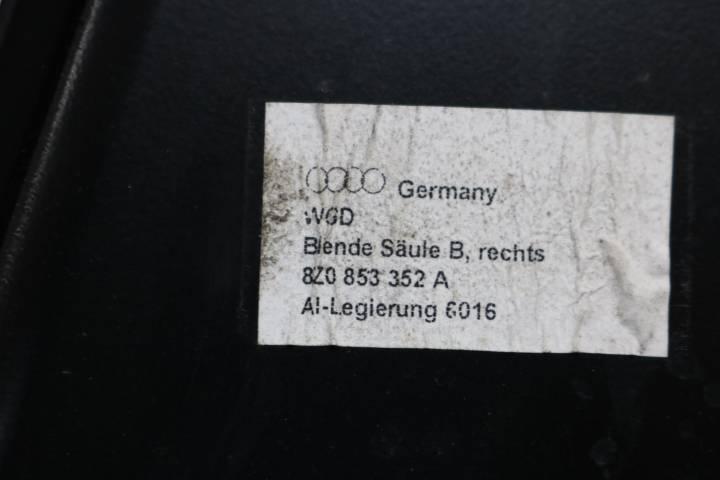 Germany
WGD
Blende Säule B, rechts
8Z0 853 352 A
Al-Legierung 6016